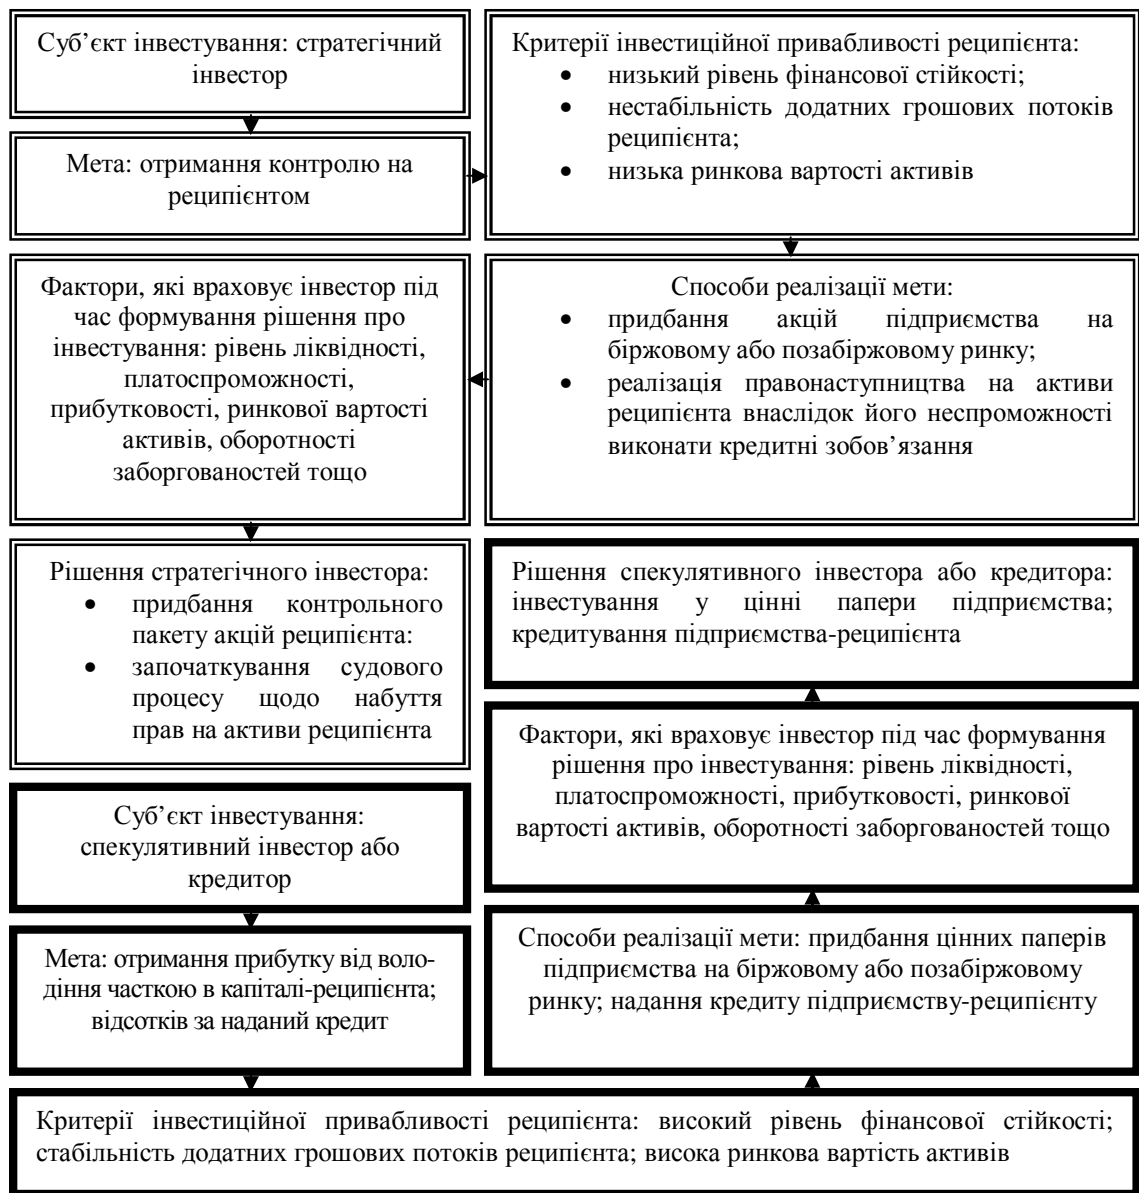 Суб’єкт інвестування: стратегічний
інвестор
Мета: отримання контролю на
реципієнтом
Критерії інвестиційної привабливості реципієнта:
• низький рівень фінансової стійкості;
• нестабільність додатних грошових потоків
реципієнта;
• низька ринкова вартості активів
Способи реалізації мети:
• придбання акцій підприємства на
біржовому або позабіржовому ринку;
• реалізація правонаступництва на активи
реципієнта внаслідок його неспроможності
виконати кредитні зобов’язання
Фактори, які враховує інвестор під
час формування рішення про
інвестування: рівень ліквідності,
платоспроможності,
прибутковості, ринкової вартості
активів, оборотності
заборгованостей тощо
Рішення стратегічного інвестора:
• придбання контрольного
пакету акцій реципієнта:
• започаткування судового
процесу щодо набуття
прав на активи реципієнта
Суб’єкт інвестування:
спекулятивний інвестор або
кредитор
Мета: отримання прибутку від воло-
діння часткою в капіталі-реципієнта;
відсотків за наданий кредит
Критерії інвестиційної привабливості реципієнта: високий рівень фінансової стійкості;
стабільність додатних грошових потоків реципієнта; висока ринкова вартість активів
Способи реалізації мети: придбання цінних паперів
підприємства на біржовому або позабіржовому
ринку; надання кредиту підприємству-реципієнту
Фактори, які враховує інвестор під час формування
рішення про інвестування: рівень ліквідності,
платоспроможності, прибутковості, ринкової
вартості активів, оборотності заборгованостей тощо
Рішення спекулятивного інвестора або кредитора:
інвестування у цінні папери підприємства;
кредитування підприємства-реципієнта